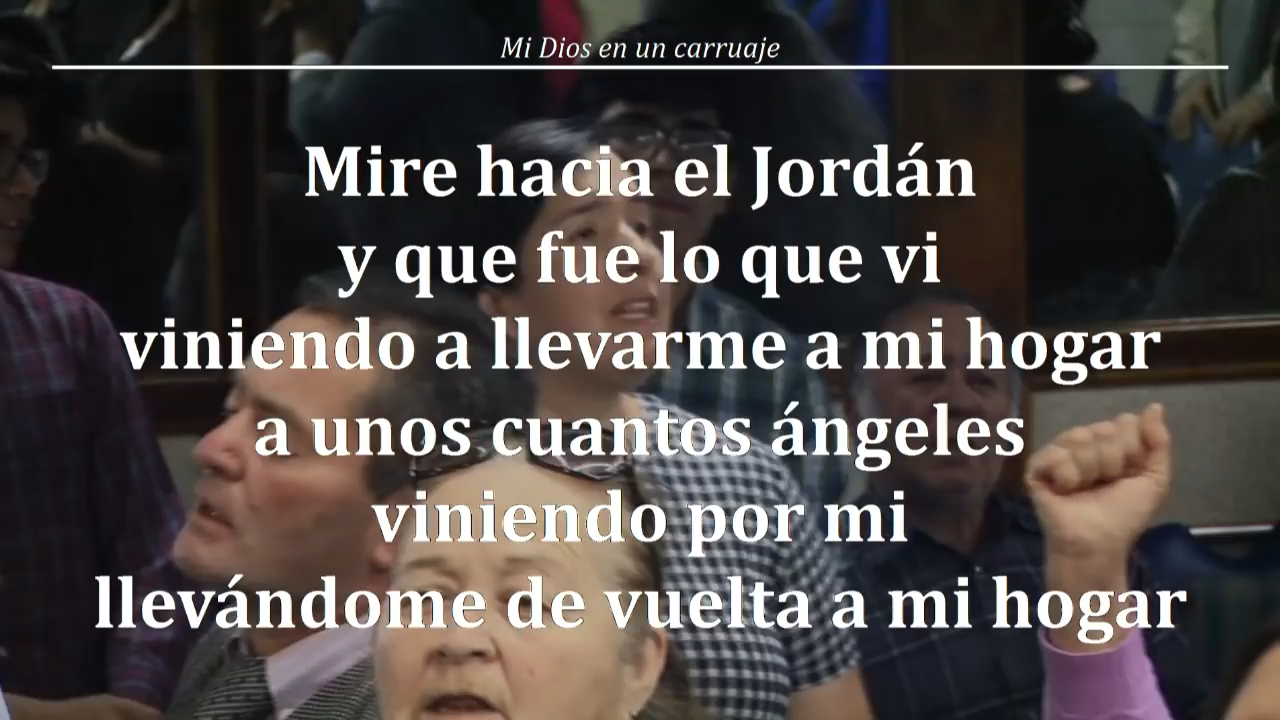 Mi Dios en un carruaje
Mire hacia el Jordán
y que fue lo que vi
viniendo a llevarme a mi hogar
a unos cuantos ángeles
viniendo por mi
llevándome de vuelta a mi hogar